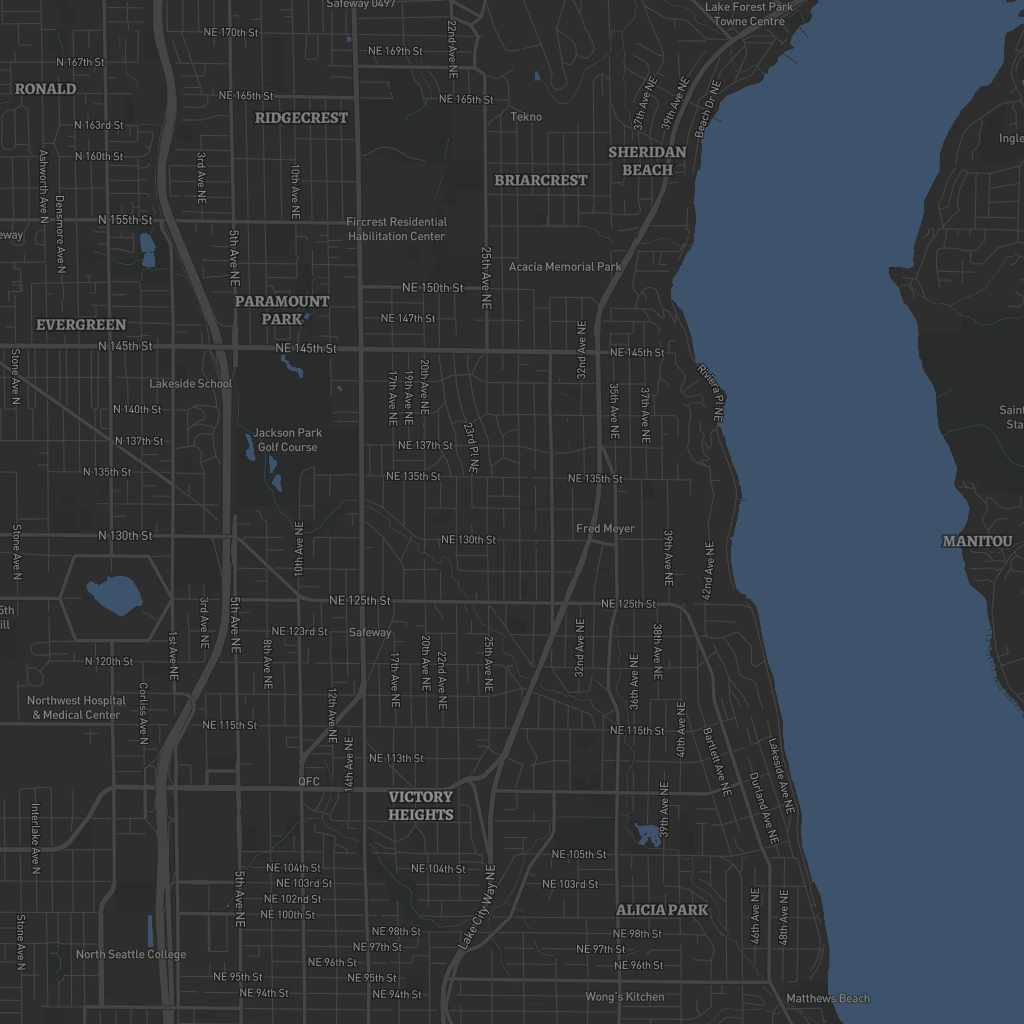 Safeway 0497
Lake Forest Park
Towne Centre
NE 170th St
22nd Ave NE
NE 169th St
N 167th St
RONALD
NE 165th St
NE 165th St
37th Ave NE
39th Ave NE
Beach Dr NE
RIDGECREST
Tekno
N 163rd St
Ingle
N 160th St
SHERIDAN
BEACH
Ashworth Ave N
3rd Ave NE
10th Ave NE
BRIARCREST
Densmore Ave N
N 155th St
Fircrest Residential
Habilitation Center
eway
5th Ave NE
25th Ave NE
Acacia Memorial Park
NE 150th St
PARAMOUNT
PARK
EVERGREEN
NE 147th St
32nd Ave NE
N 145th St
NE 145th St
NE 145th St
Stone Ave N
Lakeside School
17th Ave NE
19th Ave NE
20th Ave NE
Riviera Pl NE
35th Ave NE
37th Ave NE
N 140th St
Saint
Sta
Jackson Park
Golf Course
N 137th St
NE 137th St
23rd Pl NE
N 135th St
NE 135th St
NE 135th St
Fred Meyer
N 130th St
Stone Ave N
10th Ave NE
NE 130th St
MANITOU
39th Ave NE
42nd Ave NE
NE 125th St
NE 125th St
5th
ill
3rd Ave NE
5th Ave NE
NE 123rd St
Safeway
1st Ave NE
8th Ave NE
20th Ave NE
25th Ave NE
32nd Ave NE
38th Ave NE
N 120th St
17th Ave NE
22nd Ave NE
36th Ave NE
Northwest Hospital
& Medical Center
Corliss Ave N
12th Ave NE
NE 115th St
NE 115th St
40th Ave NE
14th Ave NE
NE 113th St
Bartlett Ave NE
Lakeside Ave NE
QFC
Durland Ave NE
VICTORY
HEIGHTS
Interlake Ave N
39th Ave NE
NE 105th St
NE 104th St
NE 104th St
NE 103rd St
NE 103rd St
5th Ave NE
NE 102nd St
NE 100th St
Lake City Way NE
ALICIA PARK
46th Ave NE
48th Ave NE
Stone Ave N
NE 98th St
NE 98th St
NE 97th St
NE 97th St
North Seattle College
NE 96th St
NE 96th St
NE 95th St
NE 95th St
NE 94th St
NE 94th St
Wong's Kitchen
Matthews Beach